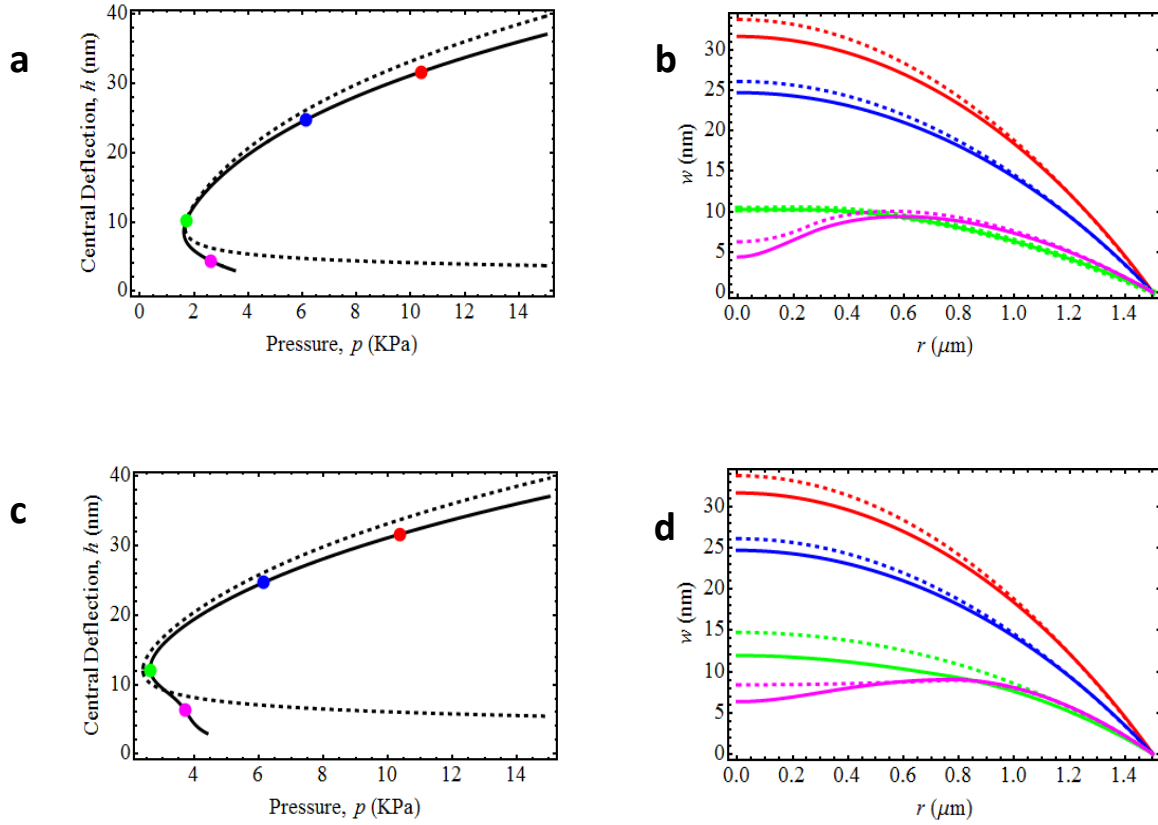 a
Central Deflection, h (nm)
40
30
20
10
0
0 2 4 6 8 10 12 14
Pressure, p (KPa)
b
w (nm)
30
25
20
15
10
5
0
0.0 0.2 0.4 0.6 0.8 1.0 1.2 1.4
r (μm)
c
Central Deflection, h (nm)
40
30
20
10
0
4 6 8 10 12 14
Pressure, p (KPa)
d
w (nm)
30
25
20
15
10
5
0
0.0 0.2 0.4 0.6 0.8 1.0 1.2 1.4
r (μm)